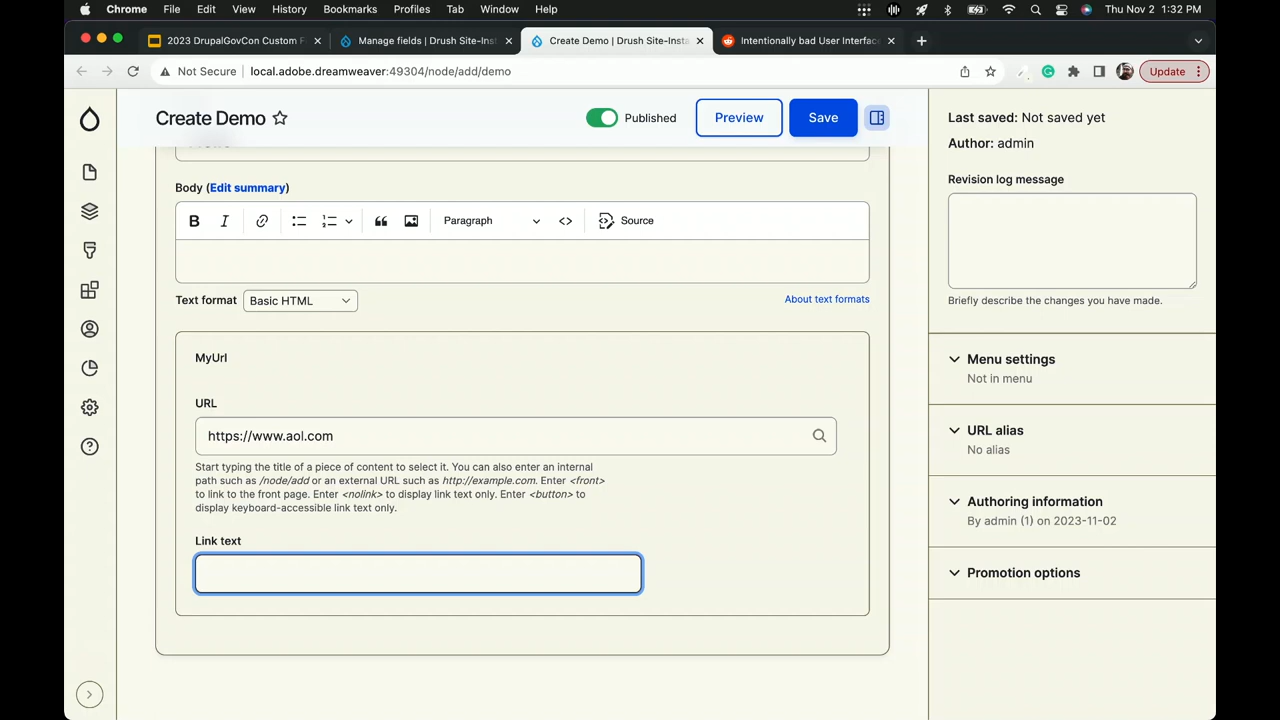 Chrome File Edit View History Bookmarks Profiles Tab Window Help Thu Nov 2 1:32 PM
2023 DrupalGovCon Custom F
Manage fields | Drush Site-Inst
Create Demo | Drush Site-Insta
Intentionally bad User Interface
Not Secure local.adobe.dreamweaver:49304/node/add/demo Update
Create Demo
Published Preview Save
Body (Edit summary)
B I Paragraph Source
Text format Basic HTML About text formats
MyUrl
URL
https://www.aol.com
Start typing the title of a piece of content to select it. You can also enter an internal
path such as /node/add or an external URL such as http://example.com. Enter <front>
to link to the front page. Enter <nolink> to display link text only. Enter <button> to
display keyboard-accessible link text only.
Link text
Last saved: Not saved yet
Author: admin
Revision log message
Briefly describe the changes you have made.
Menu settings
Not in menu
URL alias
No alias
Authoring information
By admin (1) on 2023-11-02
Promotion options